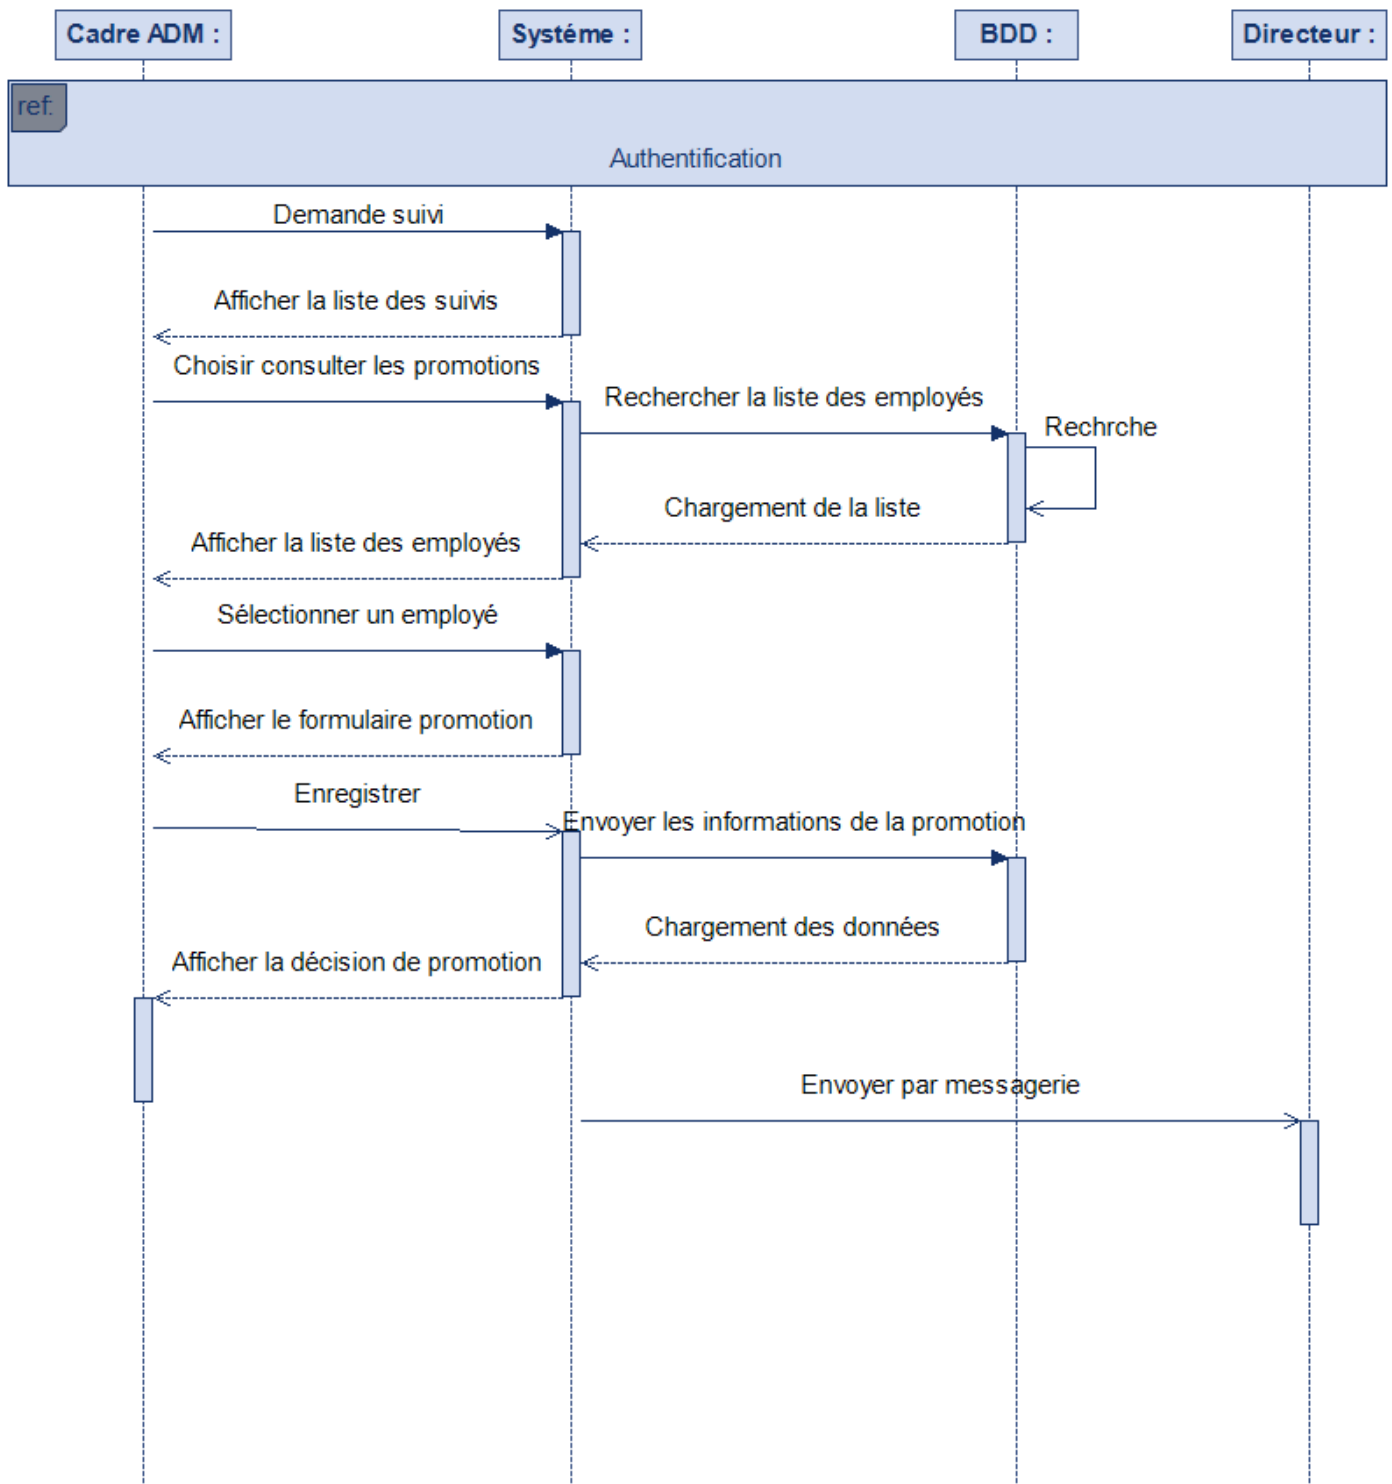 Cadre ADM :
Systéme :
BDD :
Directeur :
ref:
Authentification
Demande suivi
Afficher la liste des suivis
Choisir consulter les promotions
Rechercher la liste des employés
Rechrche
Chargement de la liste
Afficher la liste des employés
Sélectionner un employé
Afficher le formulaire promotion
Enregistrer
Envoyer les informations de la promotion
Chargement des données
Afficher la décision de promotion
Envoyer par messagerie